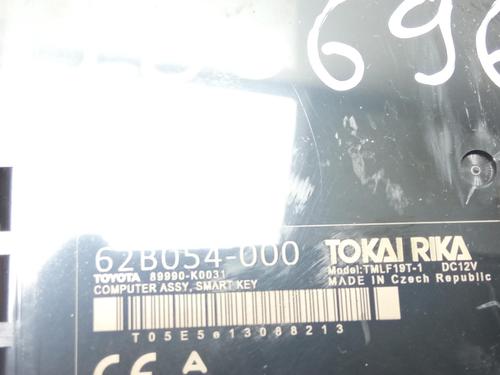 696
62B054-000
TOKAI RIKA
TOYOTA 89990-K0031
Model:TMLF19T-1 DC12V
COMPUTER ASSY, SMART KEY
MADE IN Czech Republic
T05E5e13088213
CE